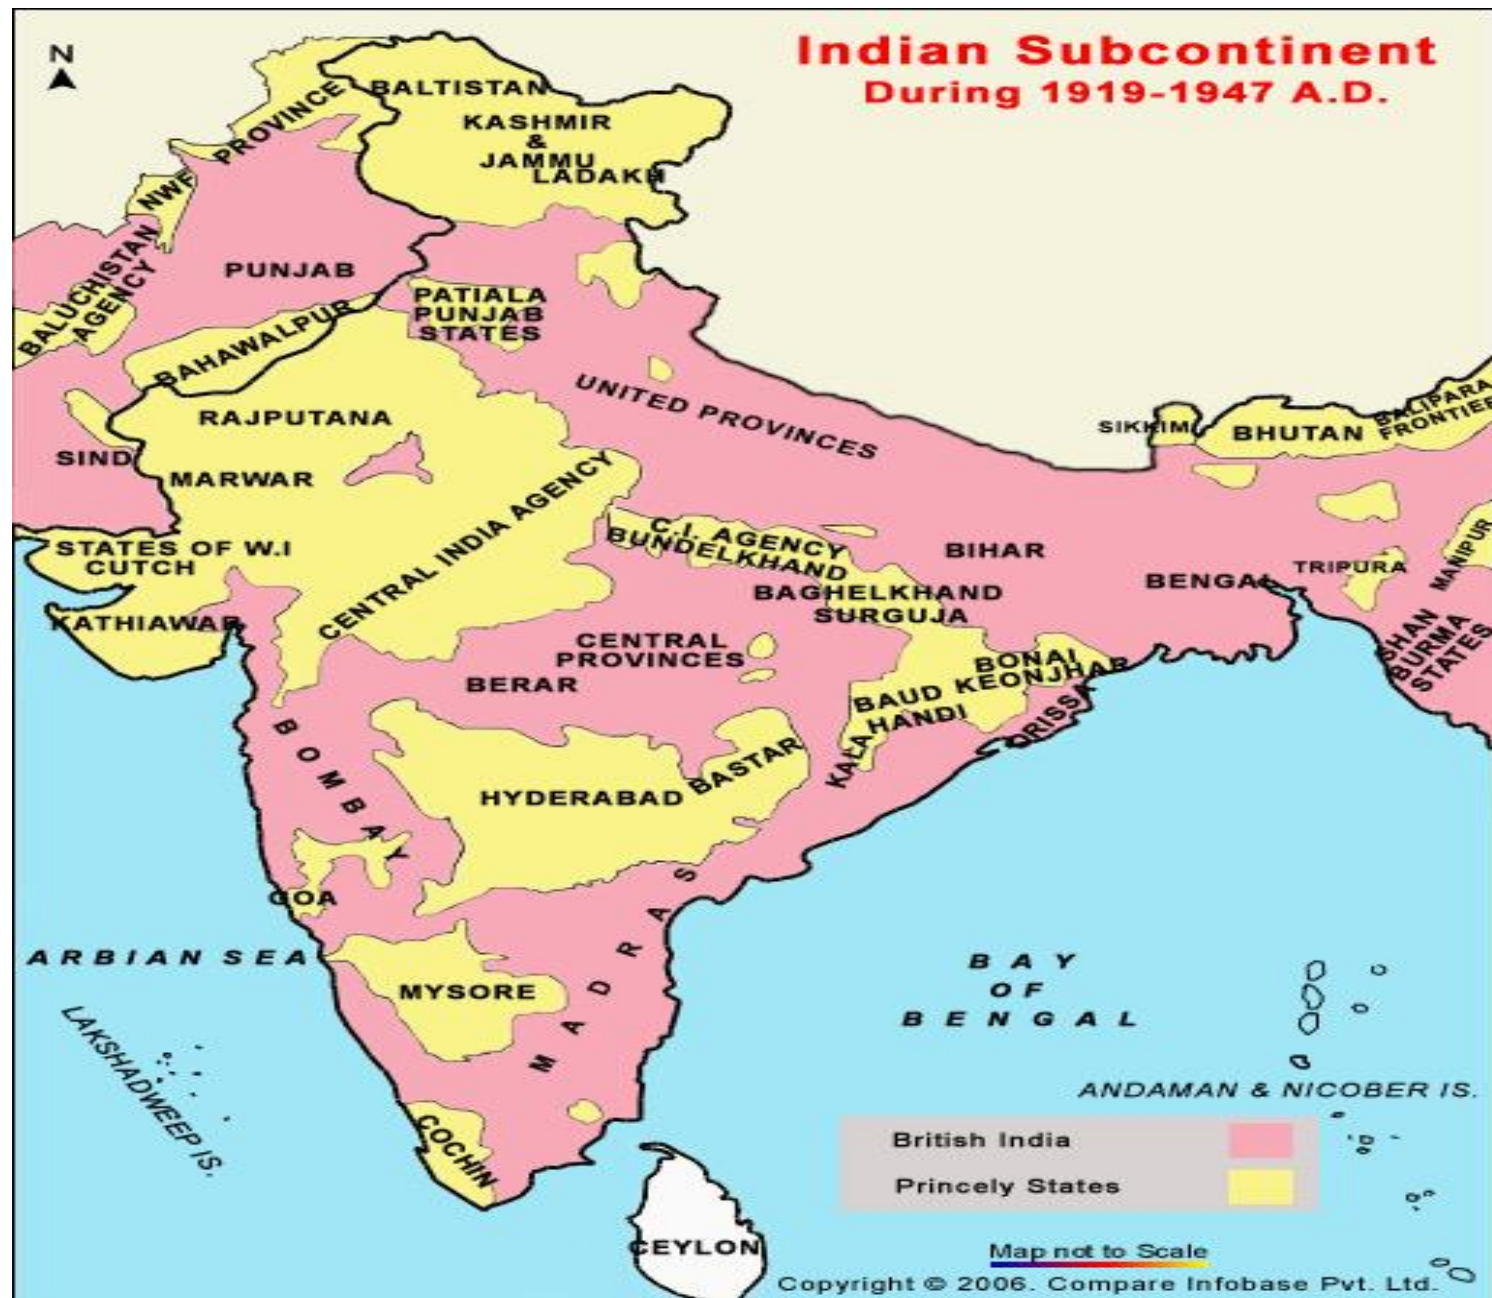 N
Indian Subcontinent
During 1919-1947 A.D.
BALTISTAN
KASHMIR
&
JAMMU
LADAKH
NWF PROVINCE
BALUCHISTAN
AGENCY
PUNJAB
PATIALA
PUNJAB
STATES
BAHAWALPUR
RAJPUTANA
UNITED PROVINCES
SIND
MARWAR
SIKKIM
BHUTAN
BALIPARA
FRONTIER
CENTRAL INDIA AGENCY
STATES OF W.I
CUTCH
KATHIAWAR
C.I. AGENCY
BUNDELKHAND
BAGHELKHAND
SURGUJA
BIHAR
BENGAL
TRIPURA
MANIPUR
SHAN
BURMA
STATES
CENTRAL
PROVINCES
BERAR
BONAI
BAUD KEONJHAR
KALAHANDI
ORISSA
BOMBAY
HYDERABAD
BASTAR
GOA
MADRAS
ARBIAN SEA
MYSORE
BAY
OF
BENGAL
LAKSHADWEEP IS.
ANDAMAN & NICOBER IS.
COCHIN
British India
Princely States
CEYLON
Map not to Scale
Copyright © 2006. Compare Infobase Pvt. Ltd.